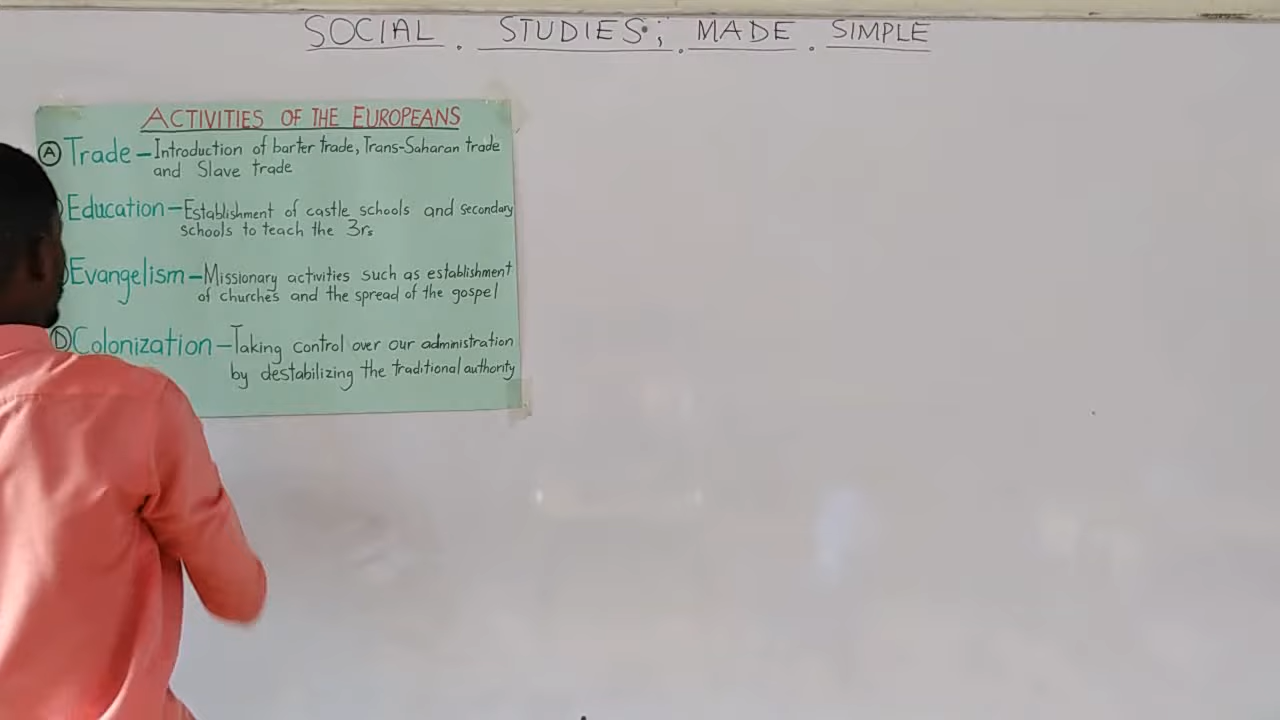 SOCIAL . STUDIES; . MADE . SIMPLE
ACTIVITIES OF THE EUROPEANS
A Trade – Introduction of barter trade, Trans-Saharan trade
and Slave trade
Education – Establishment of castle schools and secondary
schools to teach the 3rs
Evangelism – Missionary activities such as establishment
of churches and the spread of the gospel
D Colonization – Taking control over our administration
by destabilizing the traditional authority